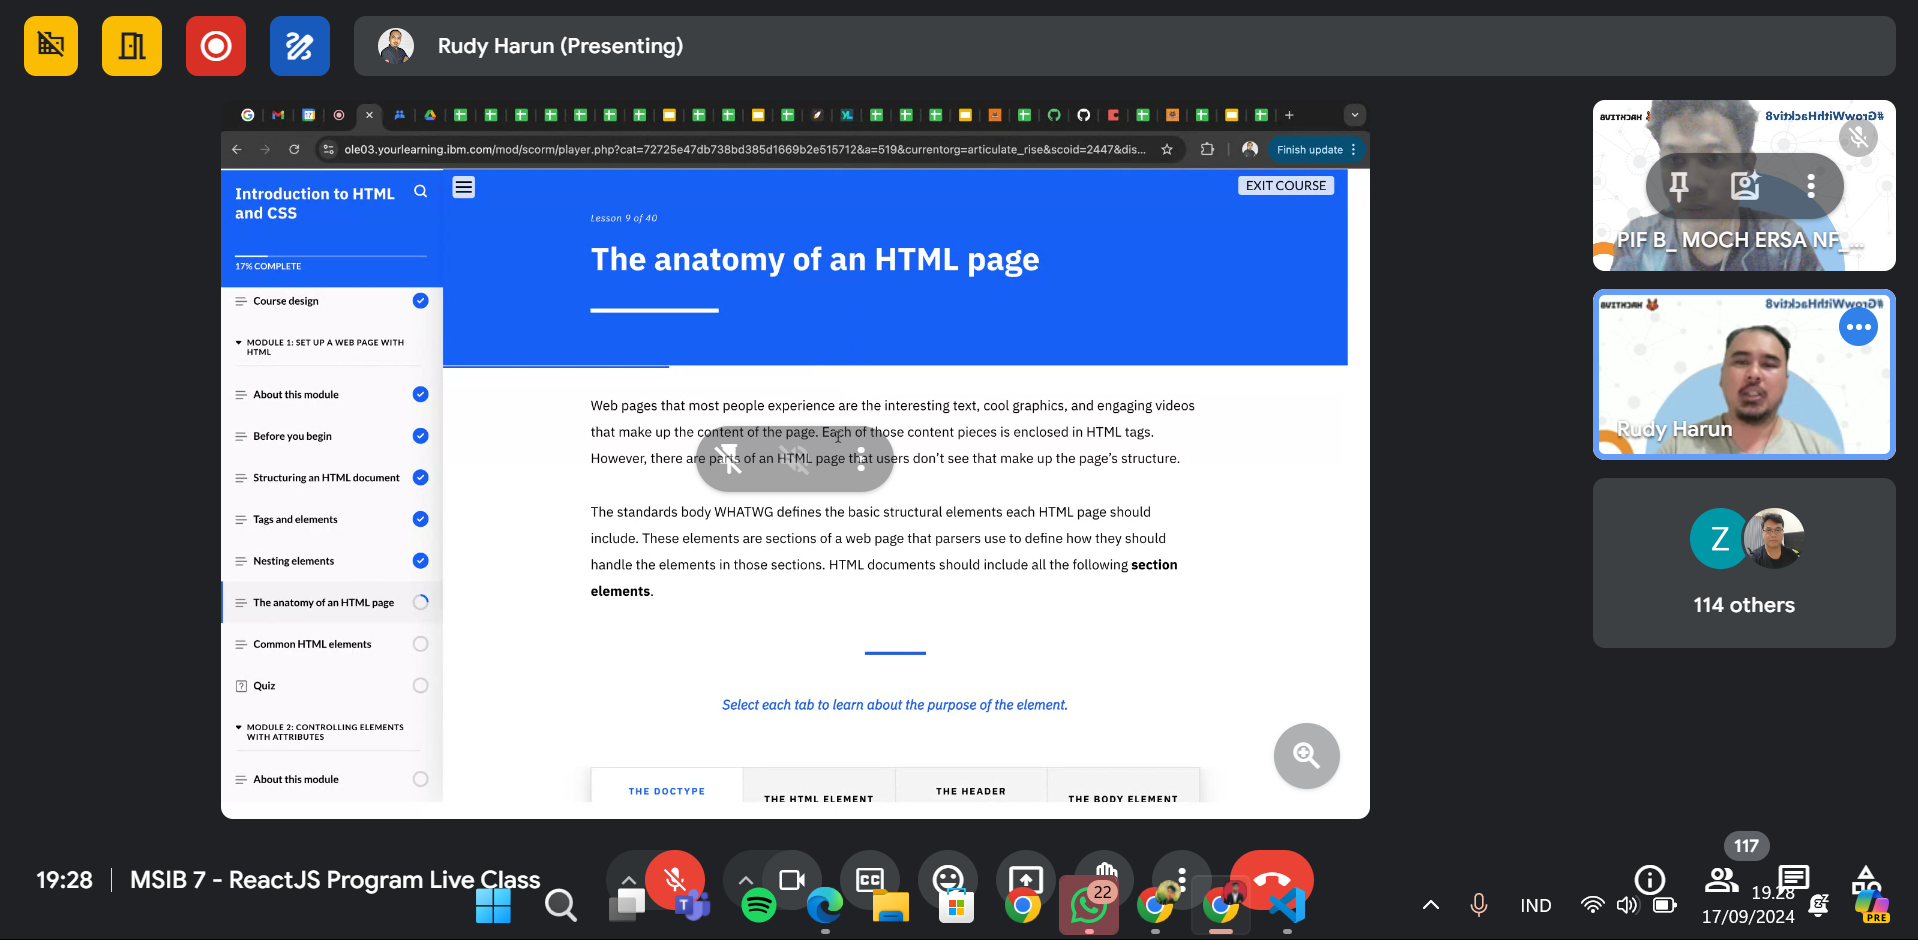 Rudy Harun (Presenting)
ole03.yourlearning.ibm.com/mod/scorm/player.php?cat=72725e47db738bd385d1669b2e515712&a=519&currentorg=articulate_rise&scoid=2447&dis...
Finish update
Introduction to HTML
and CSS
17% COMPLETE
Course design
MODULE 1: SET UP A WEB PAGE WITH
HTML
About this module
Before you begin
Structuring an HTML document
Tags and elements
Nesting elements
The anatomy of an HTML page
Common HTML elements
Quiz
MODULE 2: CONTROLLING ELEMENTS
WITH ATTRIBUTES
About this module
EXIT COURSE
Lesson 9 of 40
The anatomy of an HTML page
Web pages that most people experience are the interesting text, cool graphics, and engaging videos
that make up the content of the page. Each of those content pieces is enclosed in HTML tags.
However, there are parts of an HTML page that users don't see that make up the page's structure.
The standards body WHATWG defines the basic structural elements each HTML page should
include. These elements are sections of a web page that parsers use to define how they should
handle the elements in those sections. HTML documents should include all the following section
elements.
Select each tab to learn about the purpose of the element.
THE DOCTYPE
THE HTML ELEMENT
THE HEADER
THE BODY ELEMENT
HACKTIV8
#GrowWithHacktiv8
PIF B_ MOCH ERSA NF_...
HACKTIV8
#GrowWithHacktiv8
Rudy Harun
Z
114 others
19:28
MSIB 7 - ReactJS Program Live Class
117
22
IND
19.28
17/09/2024
PRE